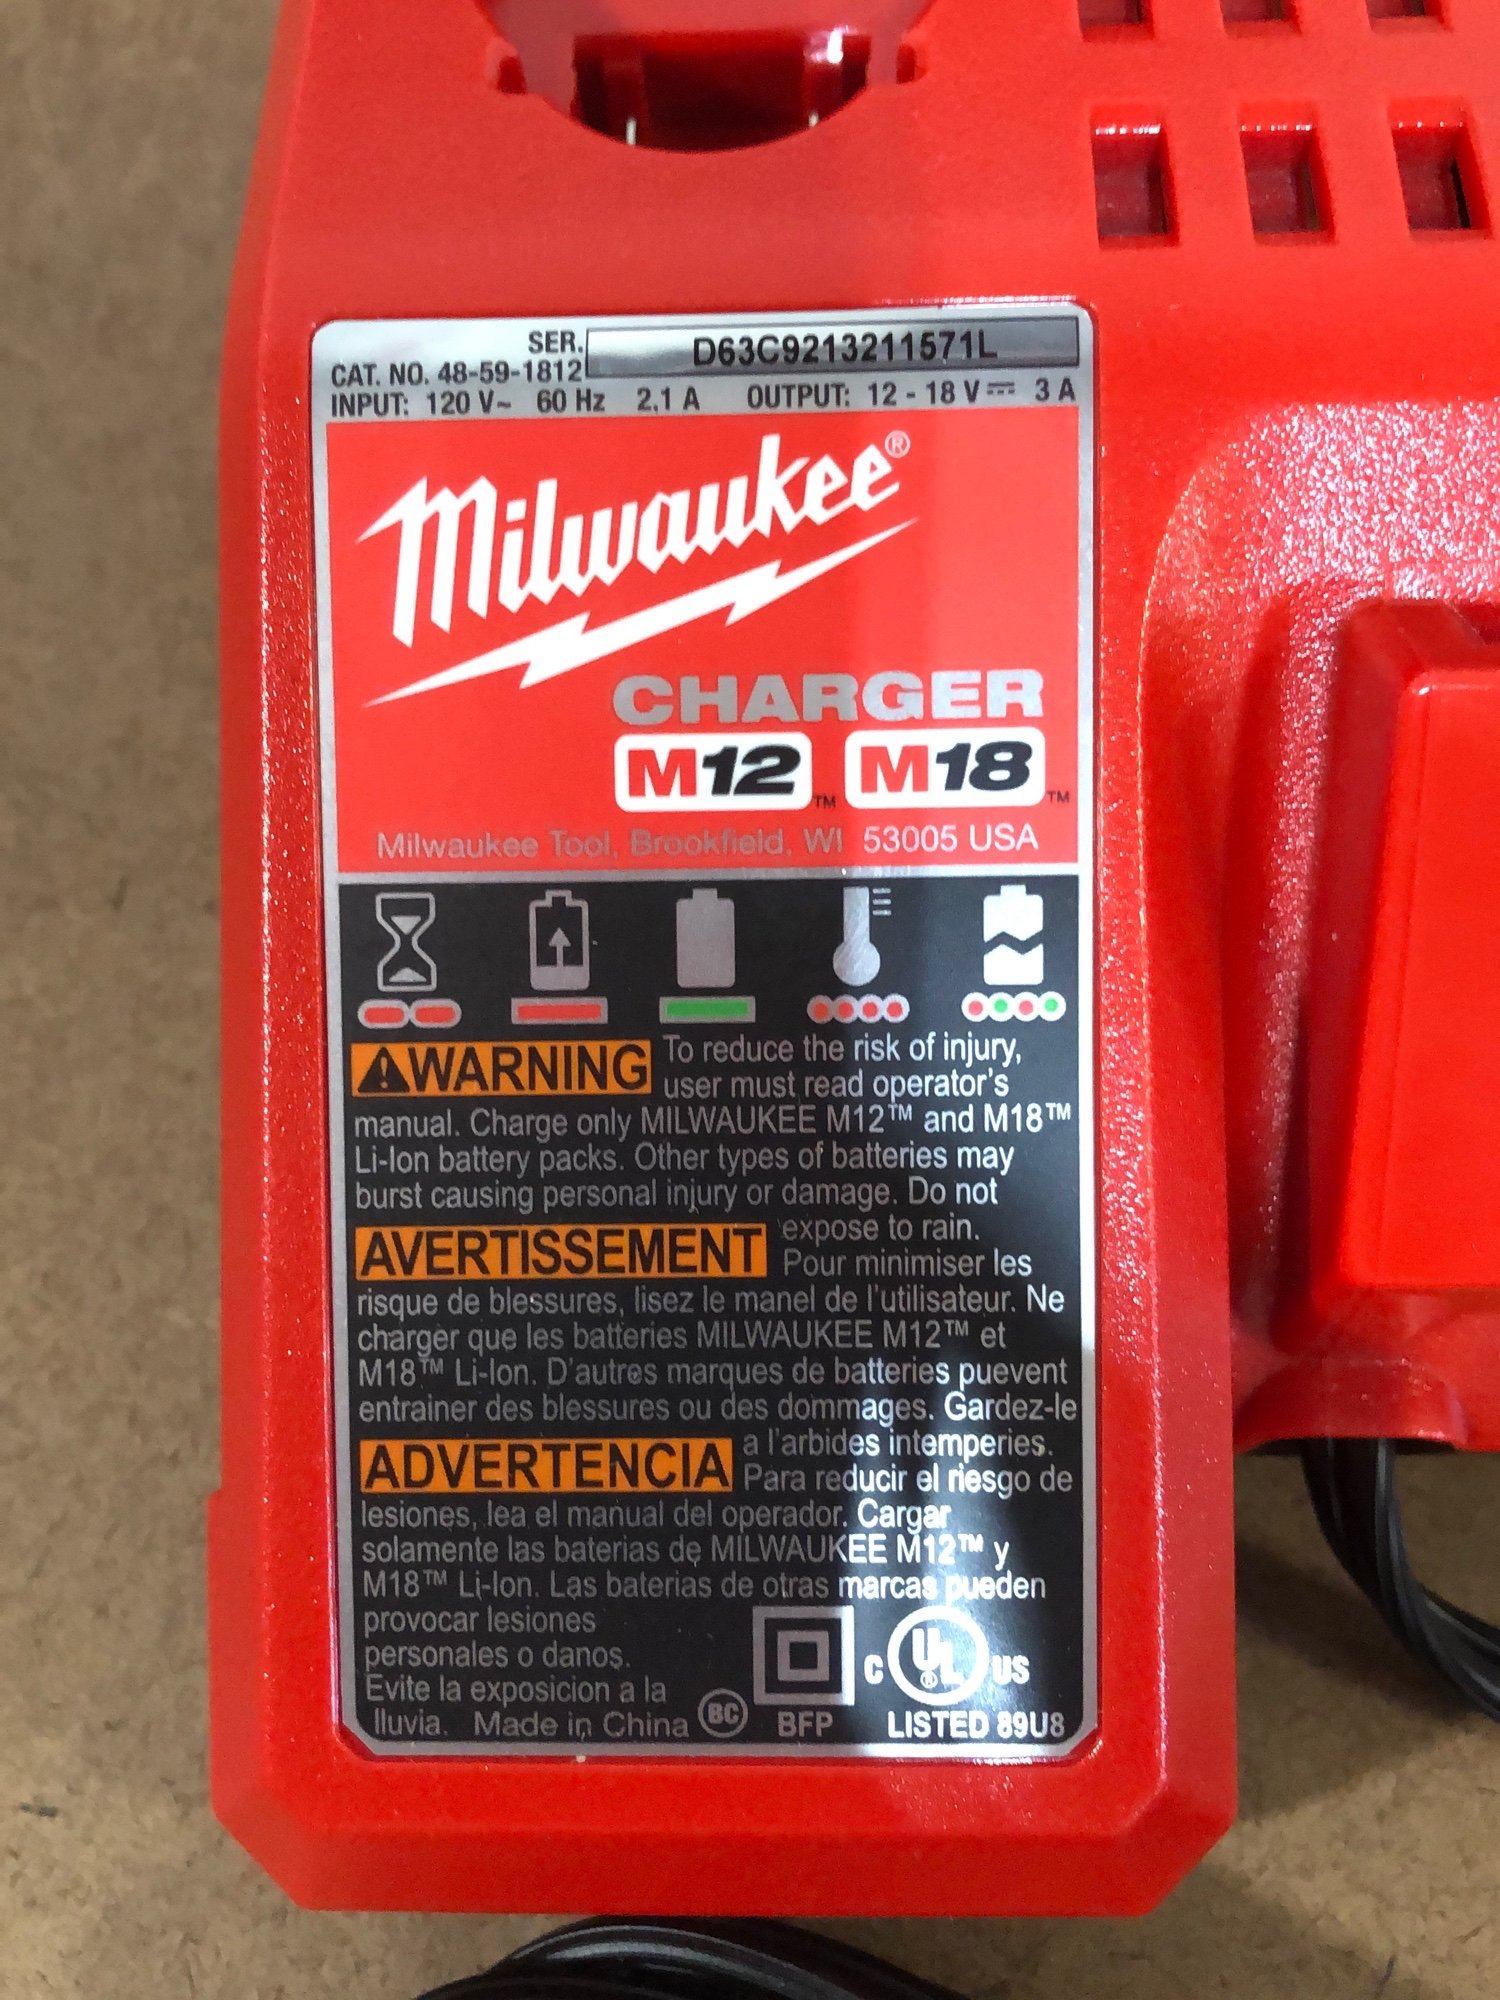 SER. D63C9213211571L
CAT. NO. 48-59-1812
INPUT: 120 V~ 60 Hz 2.1 A OUTPUT: 12 - 18 V⎓ 3 A
Milwaukee®
CHARGER
M12™ M18™
Milwaukee Tool, Brookfield, WI 53005 USA
⚠WARNING To reduce the risk of injury,
user must read operator's
manual. Charge only MILWAUKEE M12™ and M18™
Li-Ion battery packs. Other types of batteries may
burst causing personal injury or damage. Do not
expose to rain.
AVERTISSEMENT Pour minimiser les
risque de blessures, lisez le manel de l'utilisateur. Ne
charger que les batteries MILWAUKEE M12™ et
M18™ Li-Ion. D'autres marques de batteries puevent
entrainer des blessures ou des dommages. Gardez-le
a l'arbides intemperies.
ADVERTENCIA Para reducir el riesgo de
lesiones, lea el manual del operador. Cargar
solamente las baterias de MILWAUKEE M12™ y
M18™ Li-Ion. Las baterias de otras marcas pueden
provocar lesiones
personales o danos.
Evite la exposicion a la
lluvia. Made in China BC BFP
C UL® US
LISTED 89U8